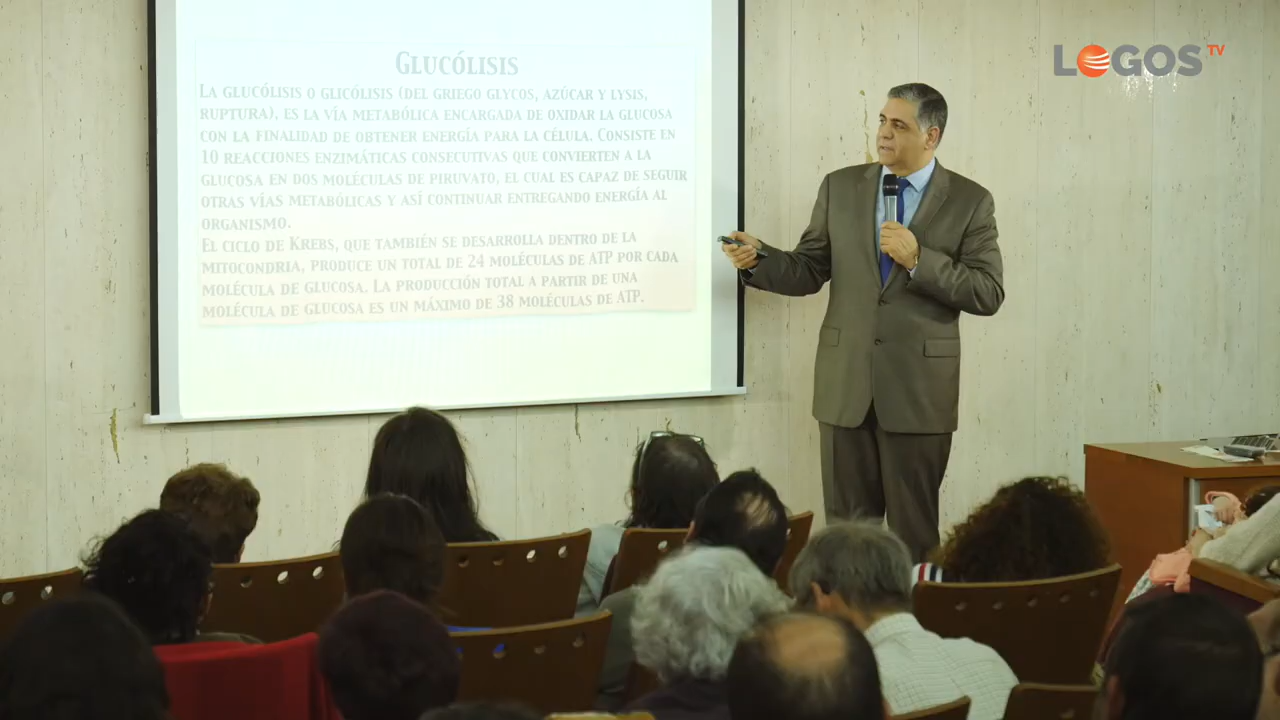 LOGOS TV
GLUCÓLISIS
LA GLUCÓLISIS O GLICÓLISIS (DEL GRIEGO GLYCOS, AZÚCAR Y LYSIS,
RUPTURA), ES LA VÍA METABÓLICA ENCARGADA DE OXIDAR LA GLUCOSA
CON LA FINALIDAD DE OBTENER ENERGÍA PARA LA CÉLULA. CONSISTE EN
10 REACCIONES ENZIMÁTICAS CONSECUTIVAS QUE CONVIERTEN A LA
GLUCOSA EN DOS MOLÉCULAS DE PIRUVATO, EL CUAL ES CAPAZ DE SEGUIR
OTRAS VÍAS METABÓLICAS Y ASÍ CONTINUAR ENTREGANDO ENERGÍA AL
ORGANISMO.
EL CICLO DE KREBS, QUE TAMBIÉN SE DESARROLLA DENTRO DE LA
MITOCONDRIA, PRODUCE UN TOTAL DE 24 MOLÉCULAS DE ATP POR CADA
MOLÉCULA DE GLUCOSA. LA PRODUCCIÓN TOTAL A PARTIR DE UNA
MOLÉCULA DE GLUCOSA ES UN MÁXIMO DE 38 MOLÉCULAS DE ATP.